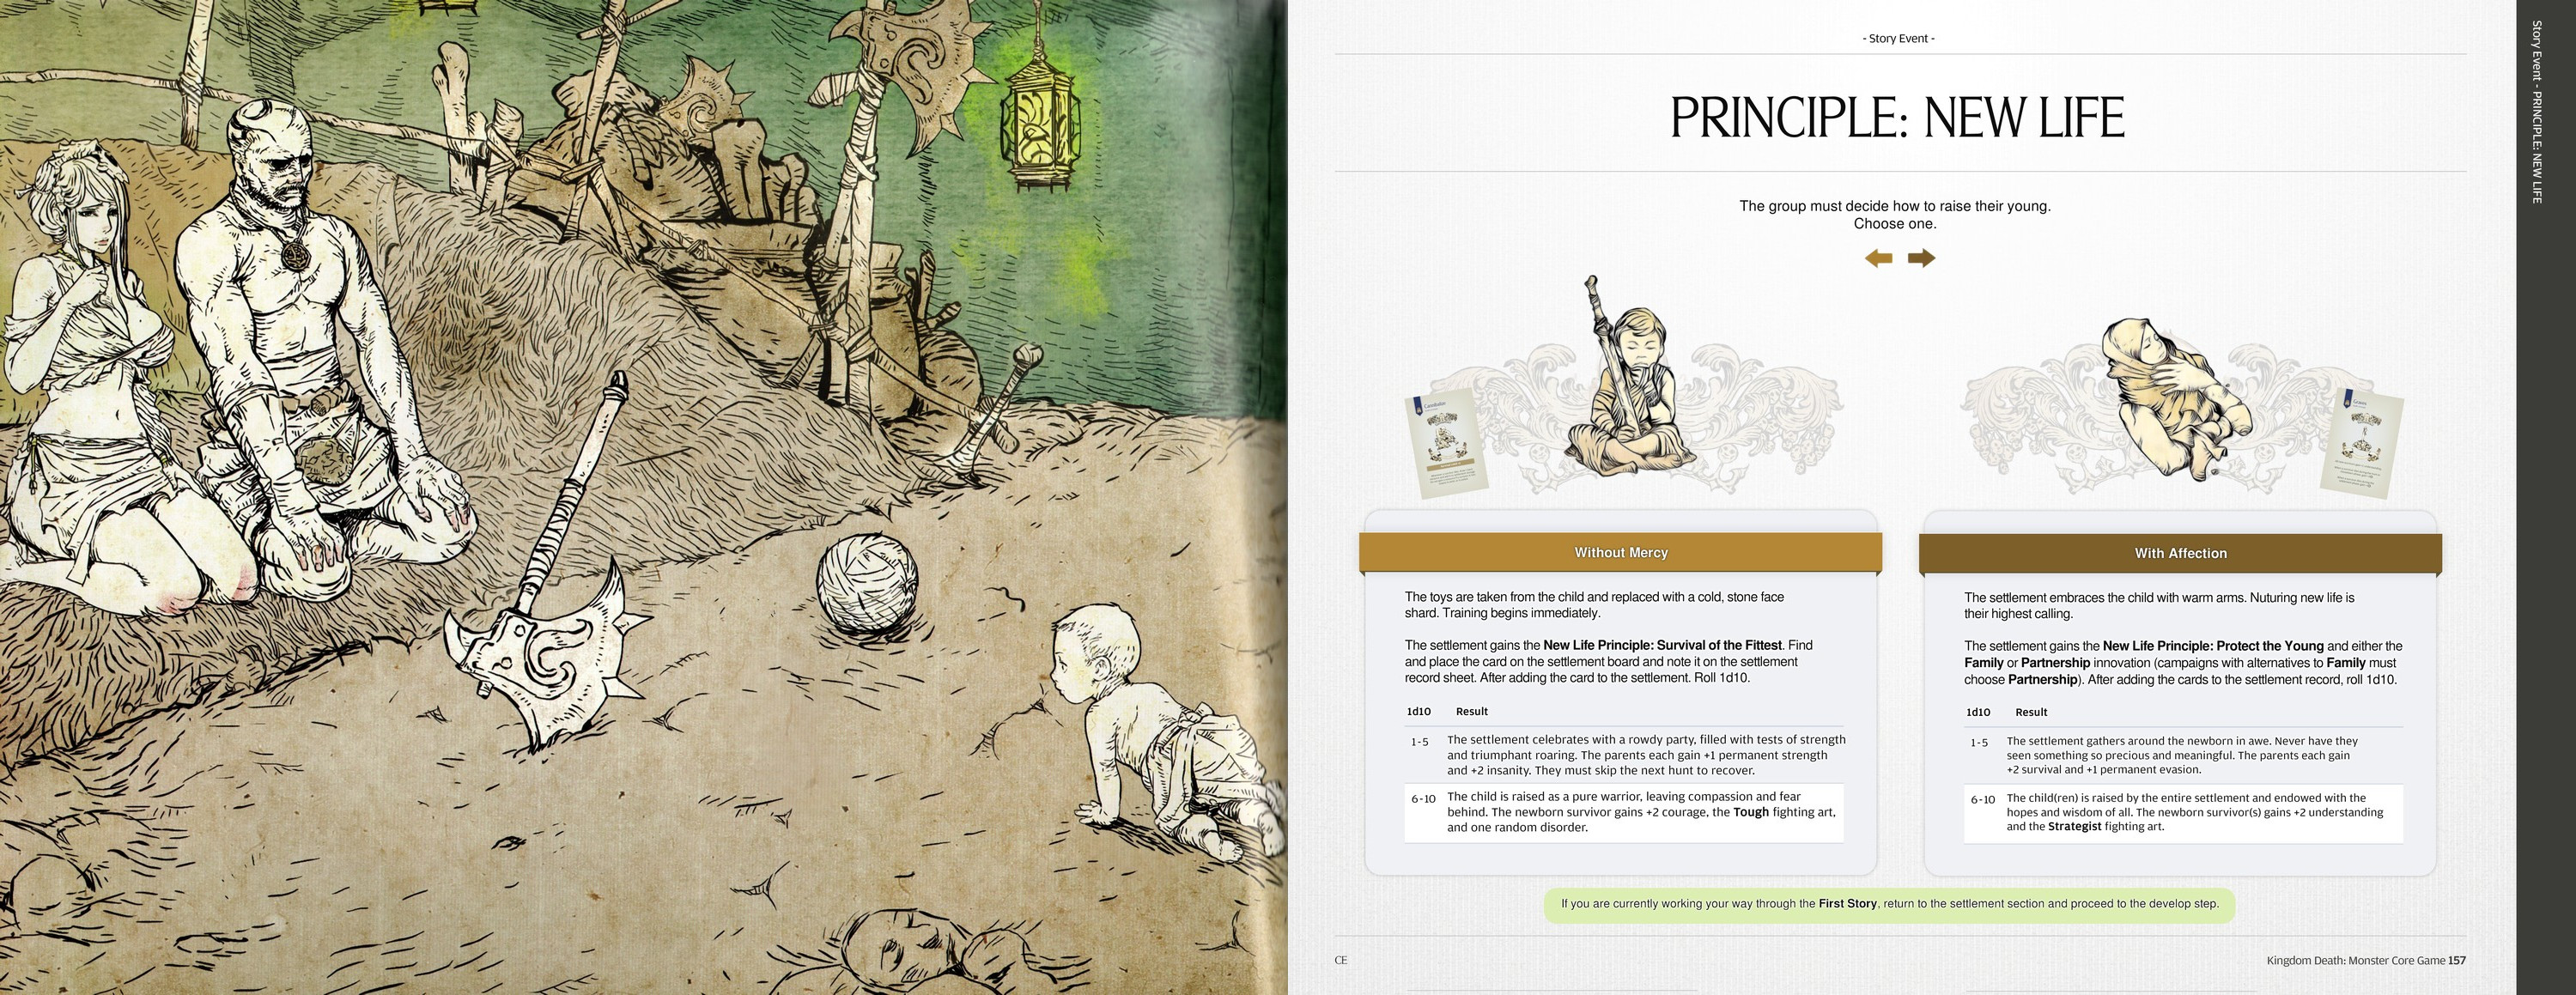 - Story Event -
PRINCIPLE: NEW LIFE
The group must decide how to raise their young.
Choose one.
Cannibalize
Graves
Without Mercy
The toys are taken from the child and replaced with a cold, stone face
shard. Training begins immediately.
The settlement gains the New Life Principle: Survival of the Fittest. Find
and place the card on the settlement board and note it on the settlement
record sheet. After adding the card to the settlement. Roll 1d10.
1d10 Result
1-5 The settlement celebrates with a rowdy party, filled with tests of strength
and triumphant roaring. The parents each gain +1 permanent strength
and +2 insanity. They must skip the next hunt to recover.
6-10 The child is raised as a pure warrior, leaving compassion and fear
behind. The newborn survivor gains +2 courage, the Tough fighting art,
and one random disorder.
With Affection
The settlement embraces the child with warm arms. Nuturing new life is
their highest calling.
The settlement gains the New Life Principle: Protect the Young and either the
Family or Partnership innovation (campaigns with alternatives to Family must
choose Partnership). After adding the cards to the settlement record, roll 1d10.
1d10 Result
1-5 The settlement gathers around the newborn in awe. Never have they
seen something so precious and meaningful. The parents each gain
+2 survival and +1 permanent evasion.
6-10 The child(ren) is raised by the entire settlement and endowed with the
hopes and wisdom of all. The newborn survivor(s) gains +2 understanding
and the Strategist fighting art.
If you are currently working your way through the First Story, return to the settlement section and proceed to the develop step.
CE
Kingdom Death: Monster Core Game 157
Story Event - PRINCIPLE: NEW LIFE